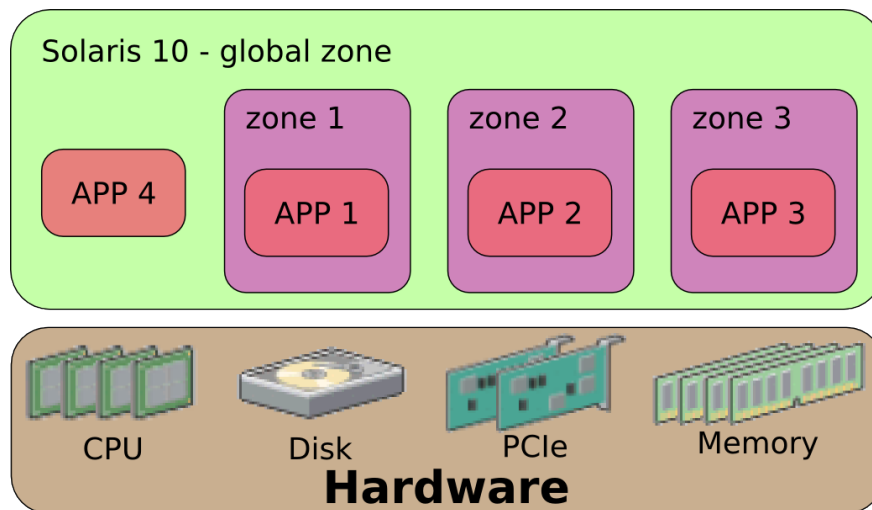 Solaris 10 - global zone
zone 1
zone 2
zone 3
APP 4
APP 1
APP 2
APP 3
CPU
Disk
PCIe
Memory
Hardware